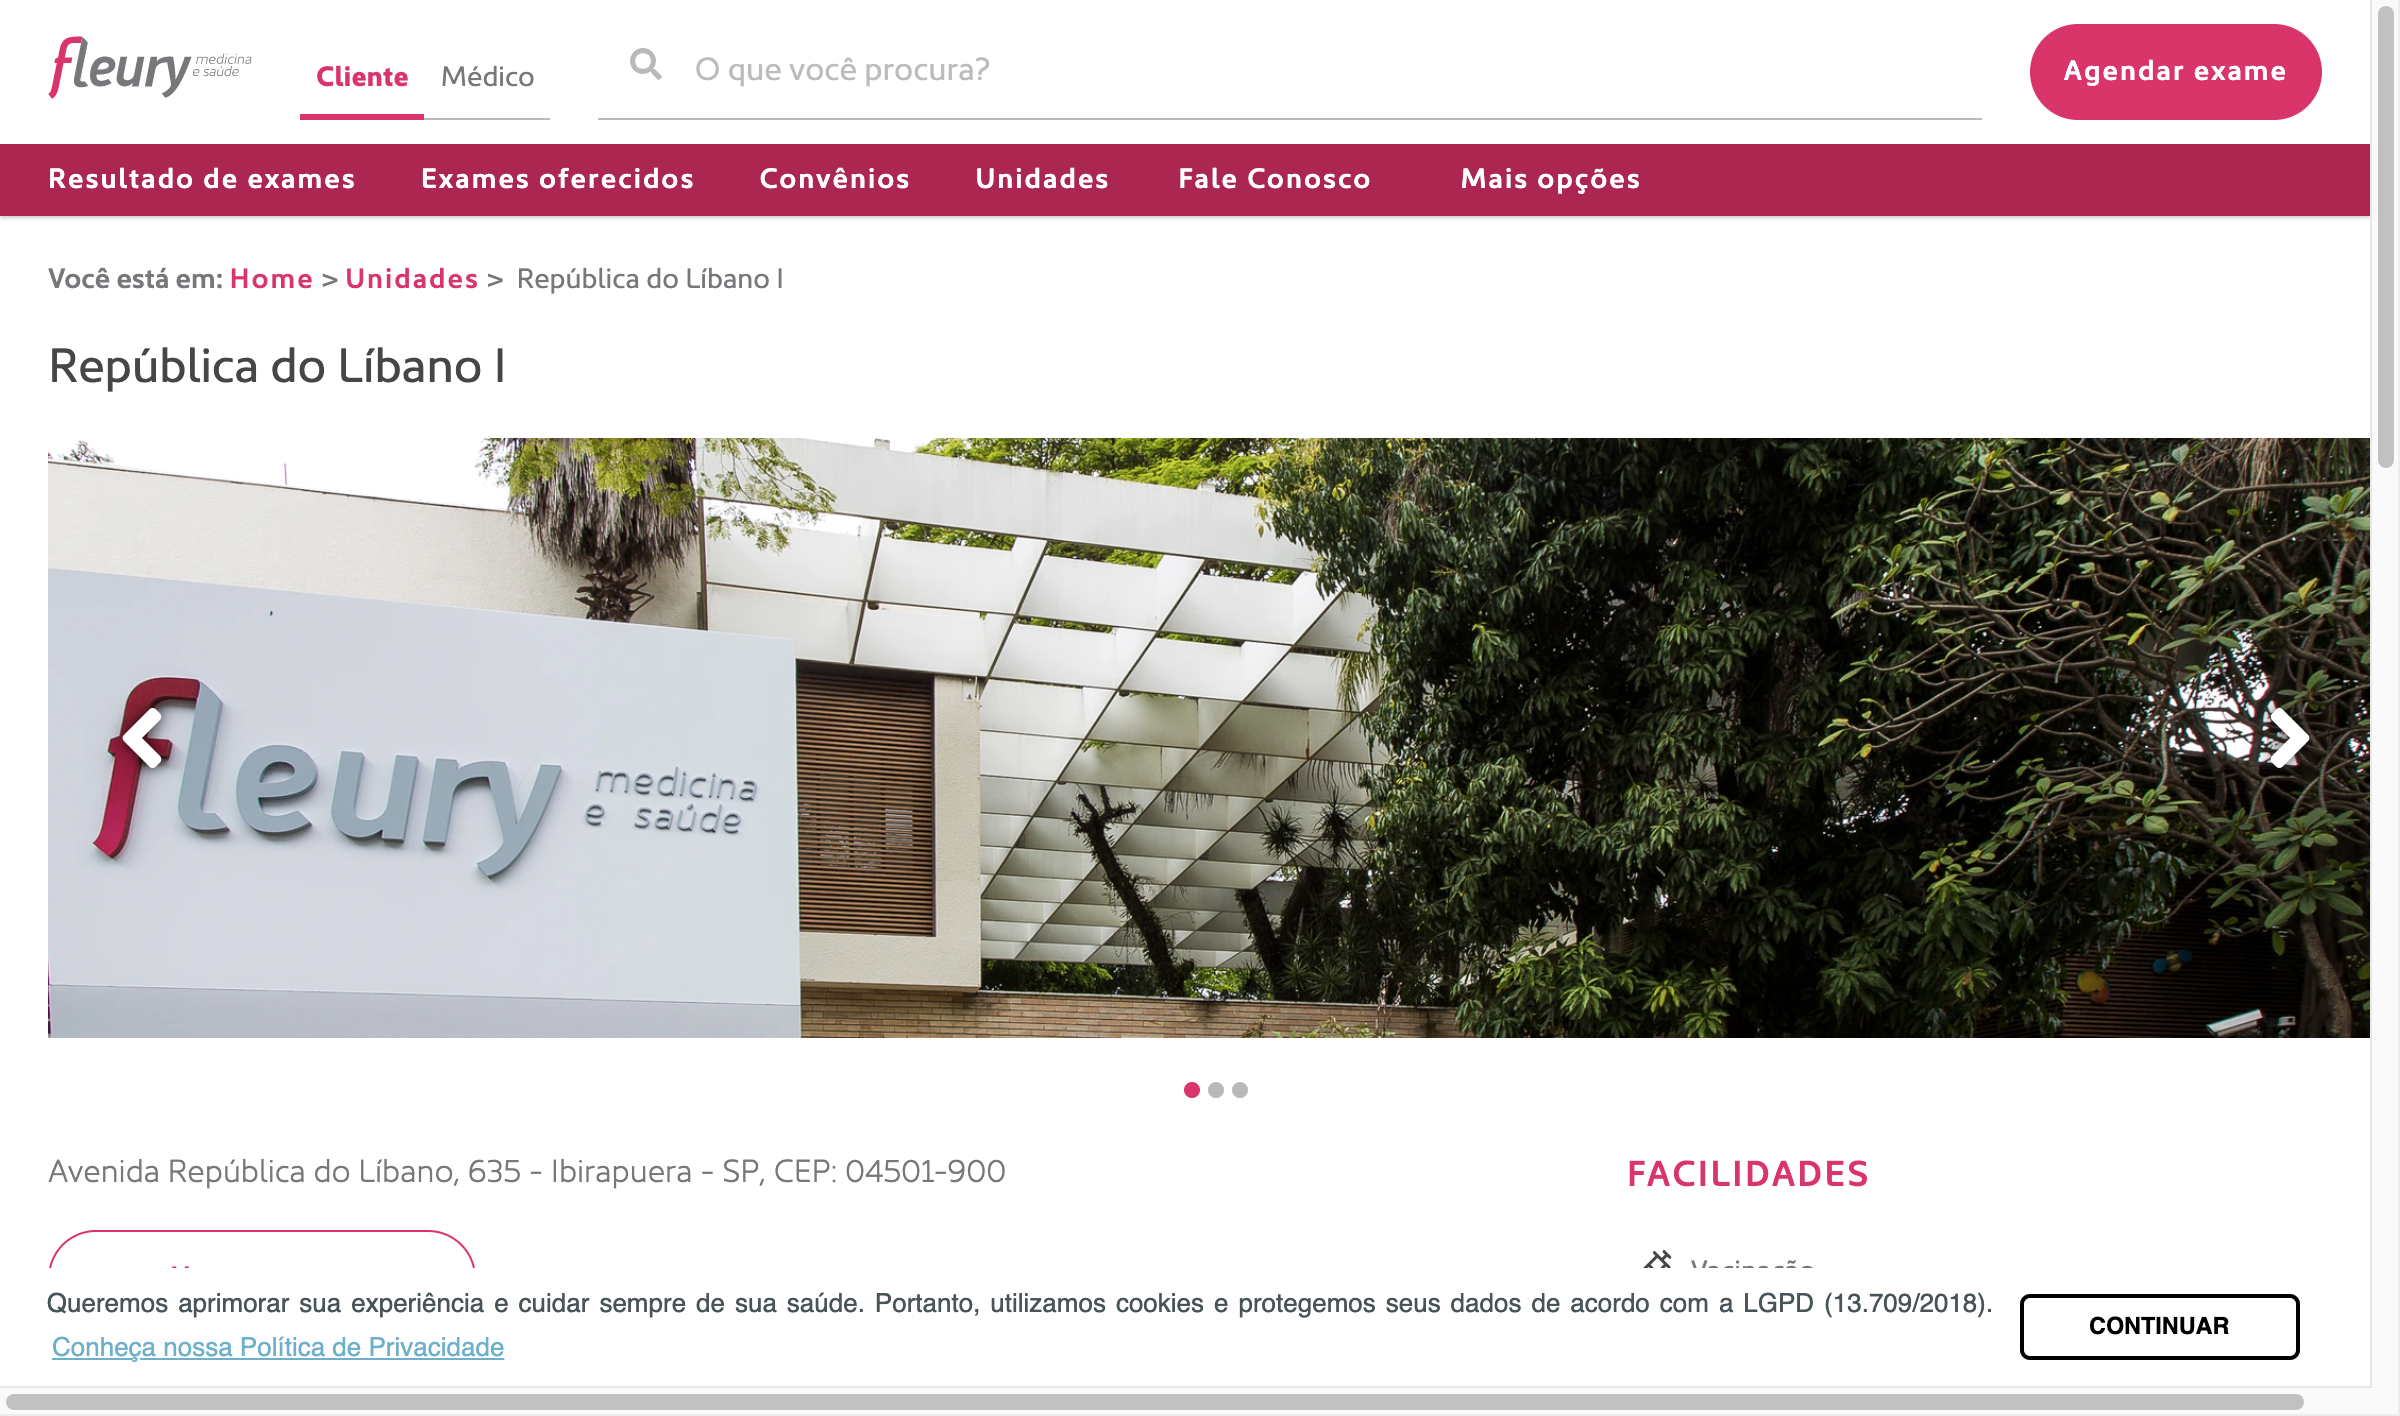 fleury medicina e saúde
Cliente
Médico
O que você procura?
Agendar exame
Resultado de exames
Exames oferecidos
Convênios
Unidades
Fale Conosco
Mais opções
Você está em: Home > Unidades > República do Líbano I
República do Líbano I
fleury medicina
e saúde
Avenida República do Líbano, 635 - Ibirapuera - SP, CEP: 04501-900
FACILIDADES
Vacinação
Queremos aprimorar sua experiência e cuidar sempre de sua saúde. Portanto, utilizamos cookies e protegemos seus dados de acordo com a LGPD (13.709/2018).
Conheça nossa Política de Privacidade
CONTINUAR